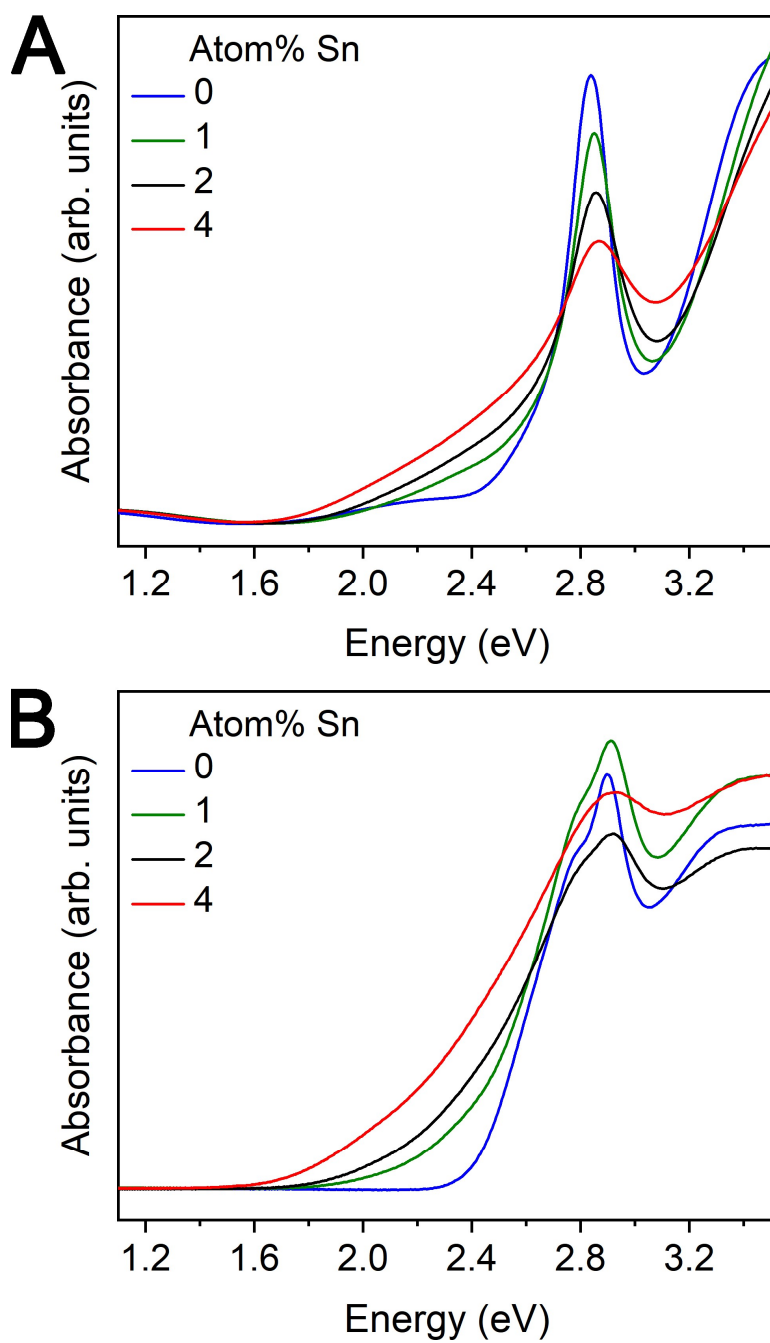 A
Atom% Sn
0
1
2
4
Absorbance (arb. units)
1.2 1.6 2.0 2.4 2.8 3.2
Energy (eV)
B
Atom% Sn
0
1
2
4
Absorbance (arb. units)
1.2 1.6 2.0 2.4 2.8 3.2
Energy (eV)